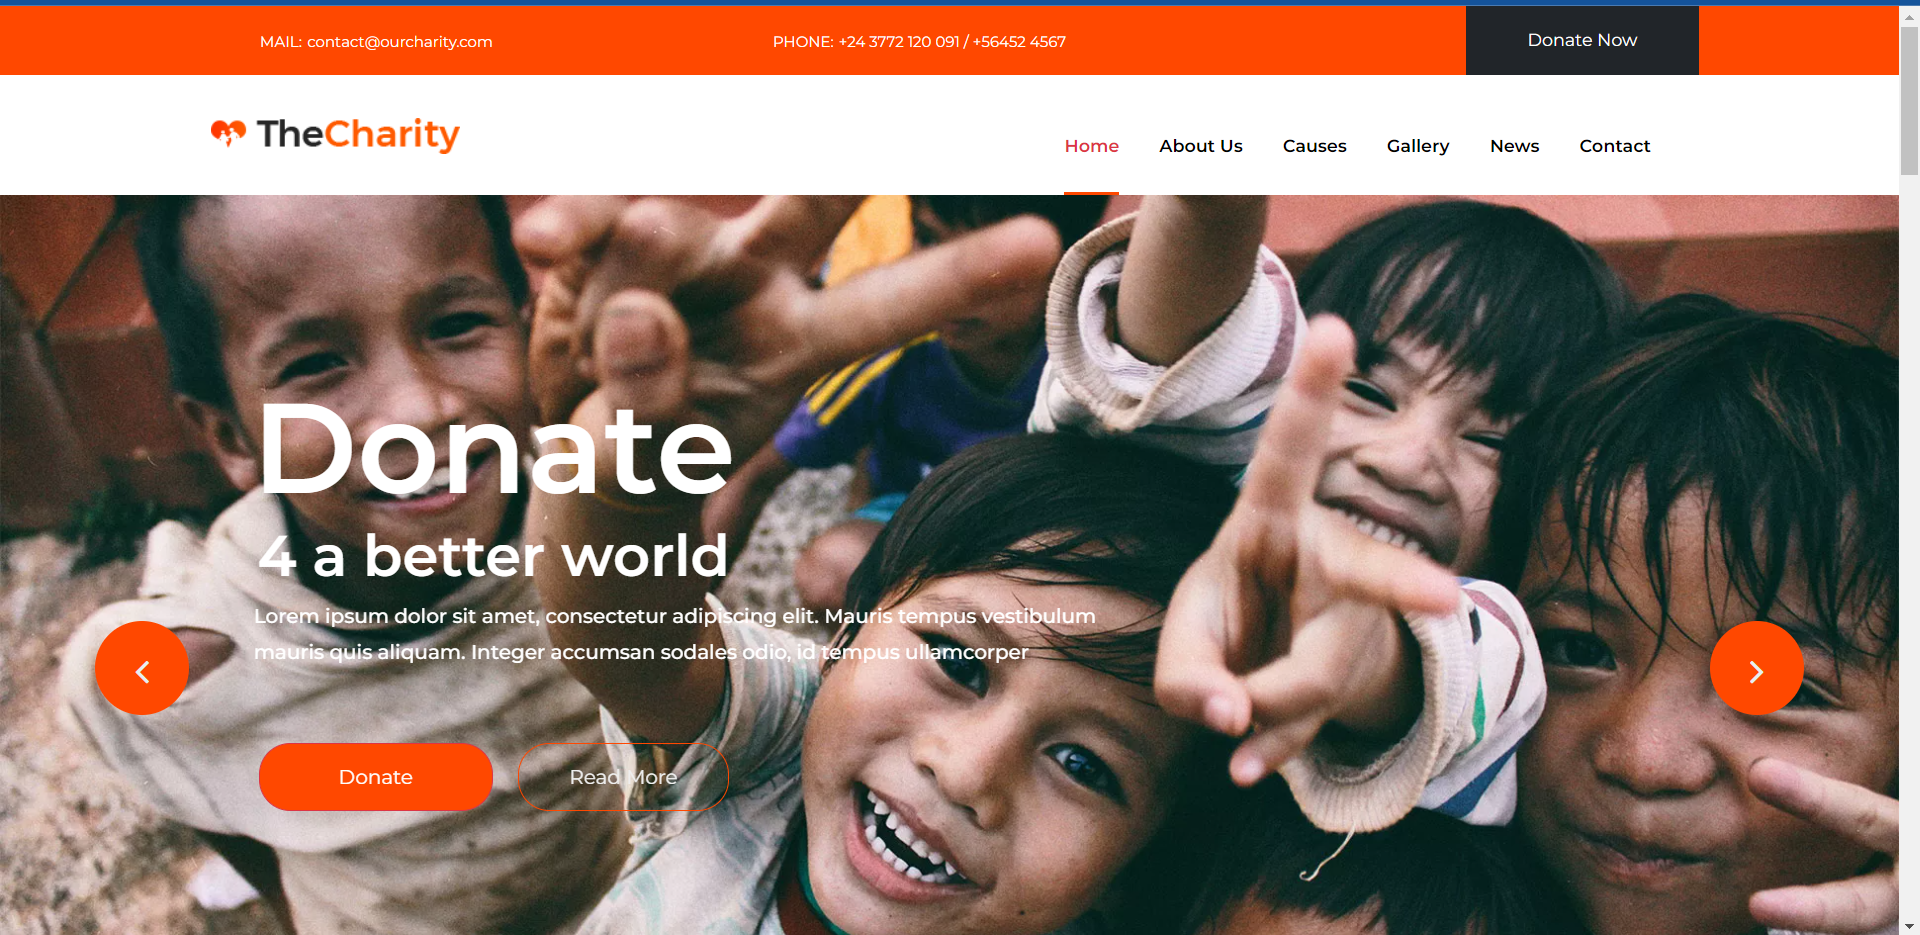 MAIL: contact@ourcharity.com
PHONE: +24 3772 120 091 / +56452 4567
Donate Now
TheCharity
Home
About Us
Causes
Gallery
News
Contact
Donate
4 a better world
Lorem ipsum dolor sit amet, consectetur adipiscing elit. Mauris tempus vestibulum
mauris quis aliquam. Integer accumsan sodales odio, id tempus ullamcorper
Donate
Read More